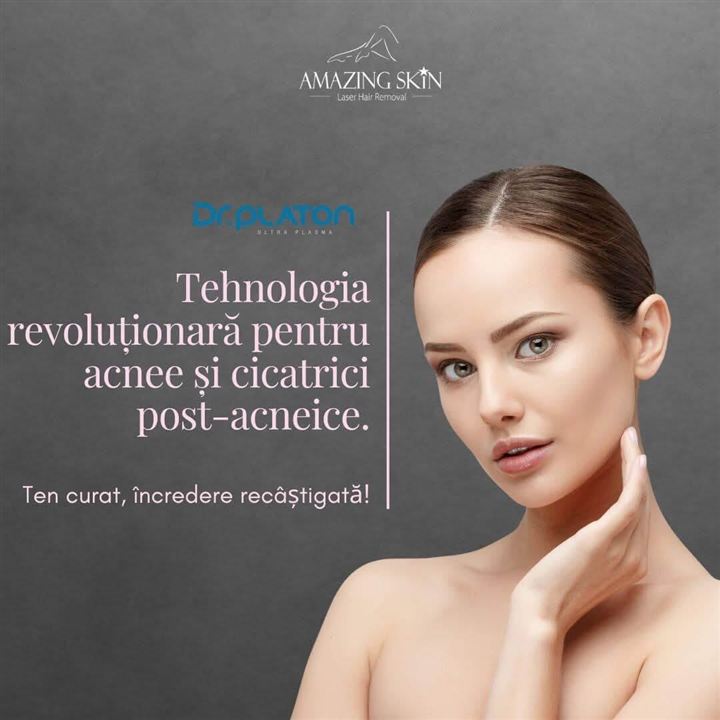 AMAZING SKIN
Laser Hair Removal
Dr.PLATON
ULTRA PLASMA
Tehnologia
revoluționară pentru
acnee și cicatrici
post-acneice.
Ten curat, încredere recâștigată!